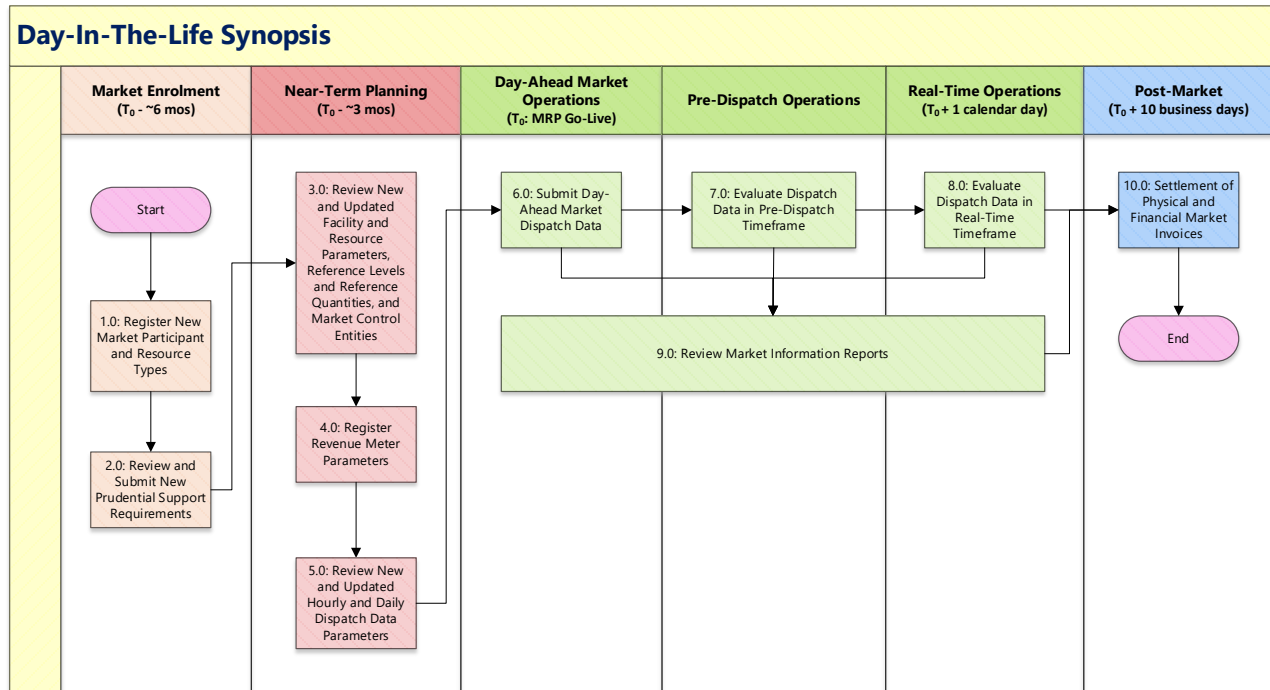 Day-In-The-Life Synopsis
Market Enrolment
(T₀ - ~6 mos)
Near-Term Planning
(T₀ - ~3 mos)
Day-Ahead Market
Operations
(T₀: MRP Go-Live)
Pre-Dispatch Operations
Real-Time Operations
(T₀ + 1 calendar day)
Post-Market
(T₀ + 10 business days)
Start
1.0: Register New
Market Participant
and Resource
Types
2.0: Review and
Submit New
Prudential Support
Requirements
3.0: Review New
and Updated
Facility and
Resource
Parameters,
Reference Levels
and Reference
Quantities, and
Market Control
Entities
4.0: Register
Revenue Meter
Parameters
5.0: Review New
and Updated
Hourly and Daily
Dispatch Data
Parameters
6.0: Submit Day-
Ahead Market
Dispatch Data
7.0: Evaluate Dispatch
Data in Pre-Dispatch
Timeframe
8.0: Evaluate
Dispatch Data in
Real-Time
Timeframe
9.0: Review Market Information Reports
10.0: Settlement of
Physical and
Financial Market
Invoices
End